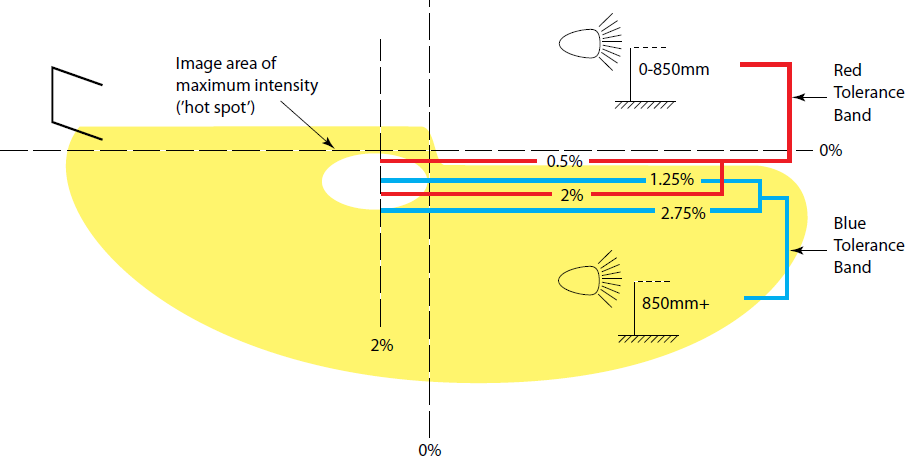 Image area of
maximum intensity
('hot spot')
0-850mm
Red
Tolerance
Band
0%
0.5%
1.25%
2%
2.75%
Blue
Tolerance
Band
850mm+
2%
0%